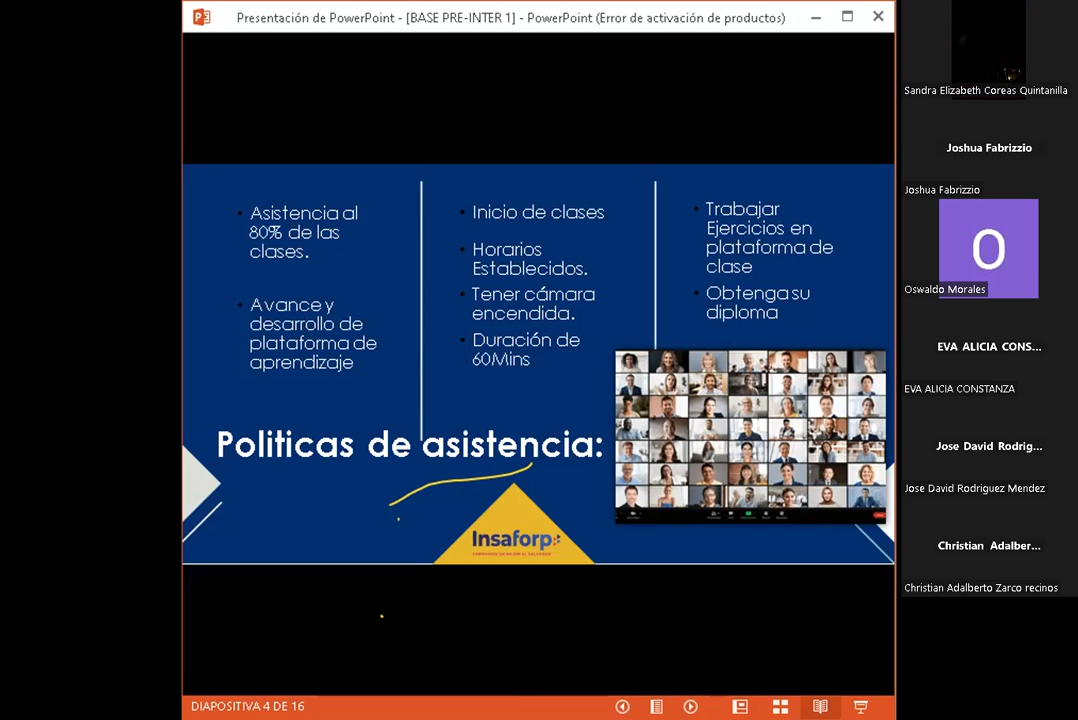 Presentación de PowerPoint - [BASE PRE-INTER 1] - PowerPoint (Error de activación de productos)
• Asistencia al
80% de las
clases.
• Avance y
desarrollo de
plataforma de
aprendizaje
• Inicio de clases
• Horarios
Establecidos.
• Tener cámara
encendida.
• Duración de
60Mins
• Trabajar
Ejercicios en
plataforma de
clase
• Obtenga su
diploma
Politicas de asistencia:
Insaforp
DIAPOSITIVA 4 DE 16
Sandra Elizabeth Coreas Quintanilla
Joshua Fabrizzio
Joshua Fabrizzio
O
Oswaldo Morales
EVA ALICIA CONS...
EVA ALICIA CONSTANZA
Jose David Rodrig...
Jose David Rodriguez Mendez
Christian Adalber...
Christian Adalberto Zarco recinos